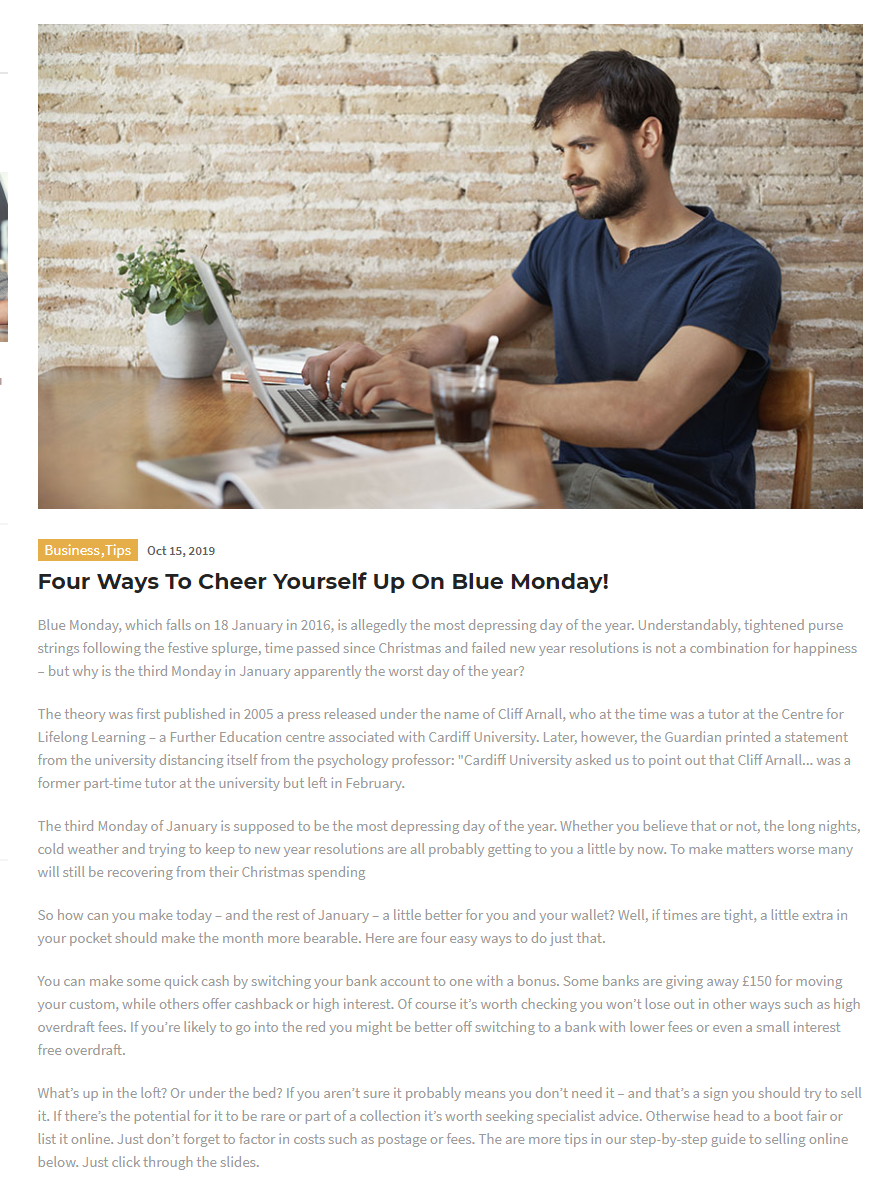 Business,Tips Oct 15, 2019
Four Ways To Cheer Yourself Up On Blue Monday!
Blue Monday, which falls on 18 January in 2016, is allegedly the most depressing day of the year. Understandably, tightened purse
strings following the festive splurge, time passed since Christmas and failed new year resolutions is not a combination for happiness
– but why is the third Monday in January apparently the worst day of the year?
The theory was first published in 2005 a press released under the name of Cliff Arnall, who at the time was a tutor at the Centre for
Lifelong Learning – a Further Education centre associated with Cardiff University. Later, however, the Guardian printed a statement
from the university distancing itself from the psychology professor: "Cardiff University asked us to point out that Cliff Arnall... was a
former part-time tutor at the university but left in February.
The third Monday of January is supposed to be the most depressing day of the year. Whether you believe that or not, the long nights,
cold weather and trying to keep to new year resolutions are all probably getting to you a little by now. To make matters worse many
will still be recovering from their Christmas spending
So how can you make today – and the rest of January – a little better for you and your wallet? Well, if times are tight, a little extra in
your pocket should make the month more bearable. Here are four easy ways to do just that.
You can make some quick cash by switching your bank account to one with a bonus. Some banks are giving away £150 for moving
your custom, while others offer cashback or high interest. Of course it’s worth checking you won’t lose out in other ways such as high
overdraft fees. If you’re likely to go into the red you might be better off switching to a bank with lower fees or even a small interest
free overdraft.
What’s up in the loft? Or under the bed? If you aren’t sure it probably means you don’t need it – and that’s a sign you should try to sell
it. If there’s the potential for it to be rare or part of a collection it’s worth seeking specialist advice. Otherwise head to a boot fair or
list it online. Just don’t forget to factor in costs such as postage or fees. The are more tips in our step-by-step guide to selling online
below. Just click through the slides.